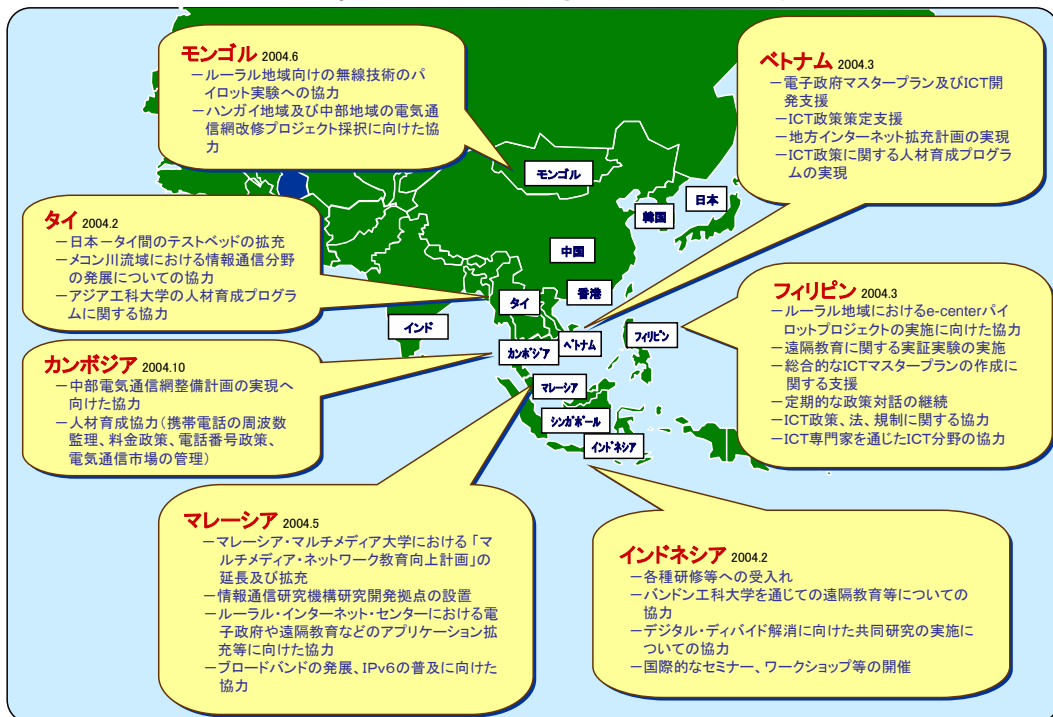 モンゴル 2004.6
－ルーラル地域向けの無線技術のパ
イロット実験への協力
－ハンガイ地域及び中部地域の電気通
信網改修プロジェクト採択に向けた協
力
ベトナム 2004.3
－電子政府マスタープラン及びICT開
発支援
－ICT政策策定支援
－地方インターネット拡充計画の実現
－ICT政策に関する人材育成プログラ
ムの実現
タイ 2004.2
－日本－タイ間のテストベッドの拡充
－メコン川流域における情報通信分野
の発展についての協力
－アジア工科大学の人材育成プログラ
ムに関する協力
カンボジア 2004.10
－中部電気通信網整備計画の実現へ
向けた協力
－人材育成協力（携帯電話の周波数
監理、料金政策、電話番号政策、
電気通信市場の管理）
モンゴル
日本
韓国
中国
香港
タイ
インド
ベトナム
フィリピン
カンボジア
マレーシア
シンガポール
インドネシア
フィリピン 2004.3
－ルーラル地域におけるe-centerパイ
ロットプロジェクトの実施に向けた協力
－遠隔教育に関する実証実験の実施
－総合的なICTマスタープランの作成に
関する支援
－定期的な政策対話の継続
－ICT政策、法、規制に関する協力
－ICT専門家を通じたICT分野の協力
マレーシア 2004.5
－マレーシア・マルチメディア大学における「マ
ルチメディア・ネットワーク教育向上計画」の
延長及び拡充
－情報通信研究機構研究開発拠点の設置
－ルーラル・インターネット・センターにおける電
子政府や遠隔教育などのアプリケーション拡
充等に向けた協力
－ブロードバンドの発展、IPv6の普及に向けた
協力
インドネシア 2004.2
－各種研修等への受入れ
－バンドン工科大学を通じての遠隔教育等についての
協力
－デジタル・ディバイド解消に向けた共同研究の実施に
ついての協力
－国際的なセミナー、ワークショップ等の開催